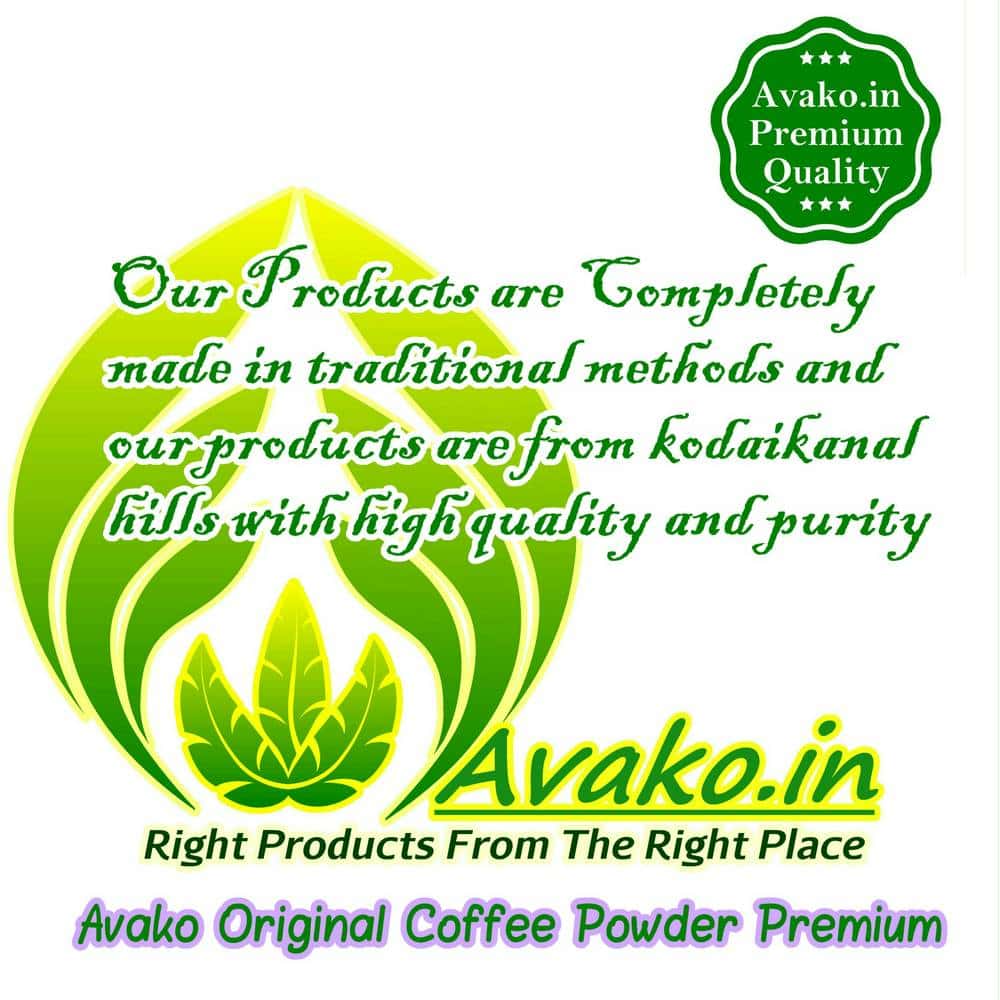 Avako.in
Premium
Quality
Our Products are Completely
made in traditional methods and
our products are from kodaikanal
hills with high quality and purity
Avako.in
Right Products From The Right Place
Avako Original Coffee Powder Premium